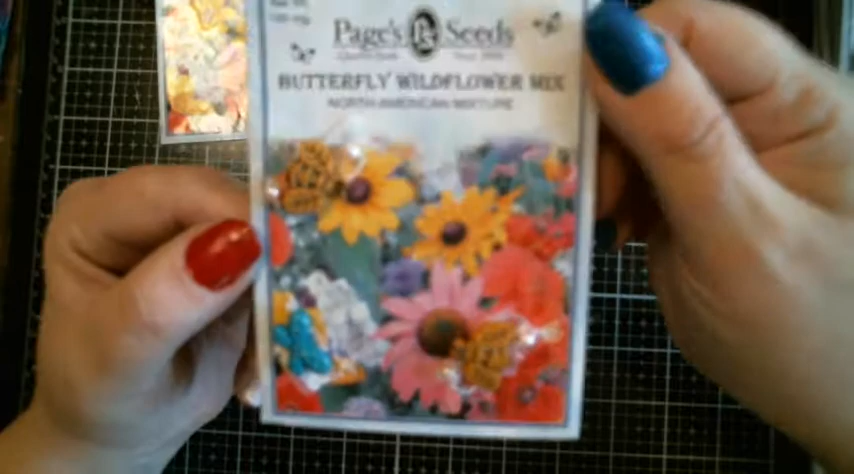 Page's Seeds
BUTTERFLY WILDFLOWER MIX
NORTH AMERICAN MIXTURE